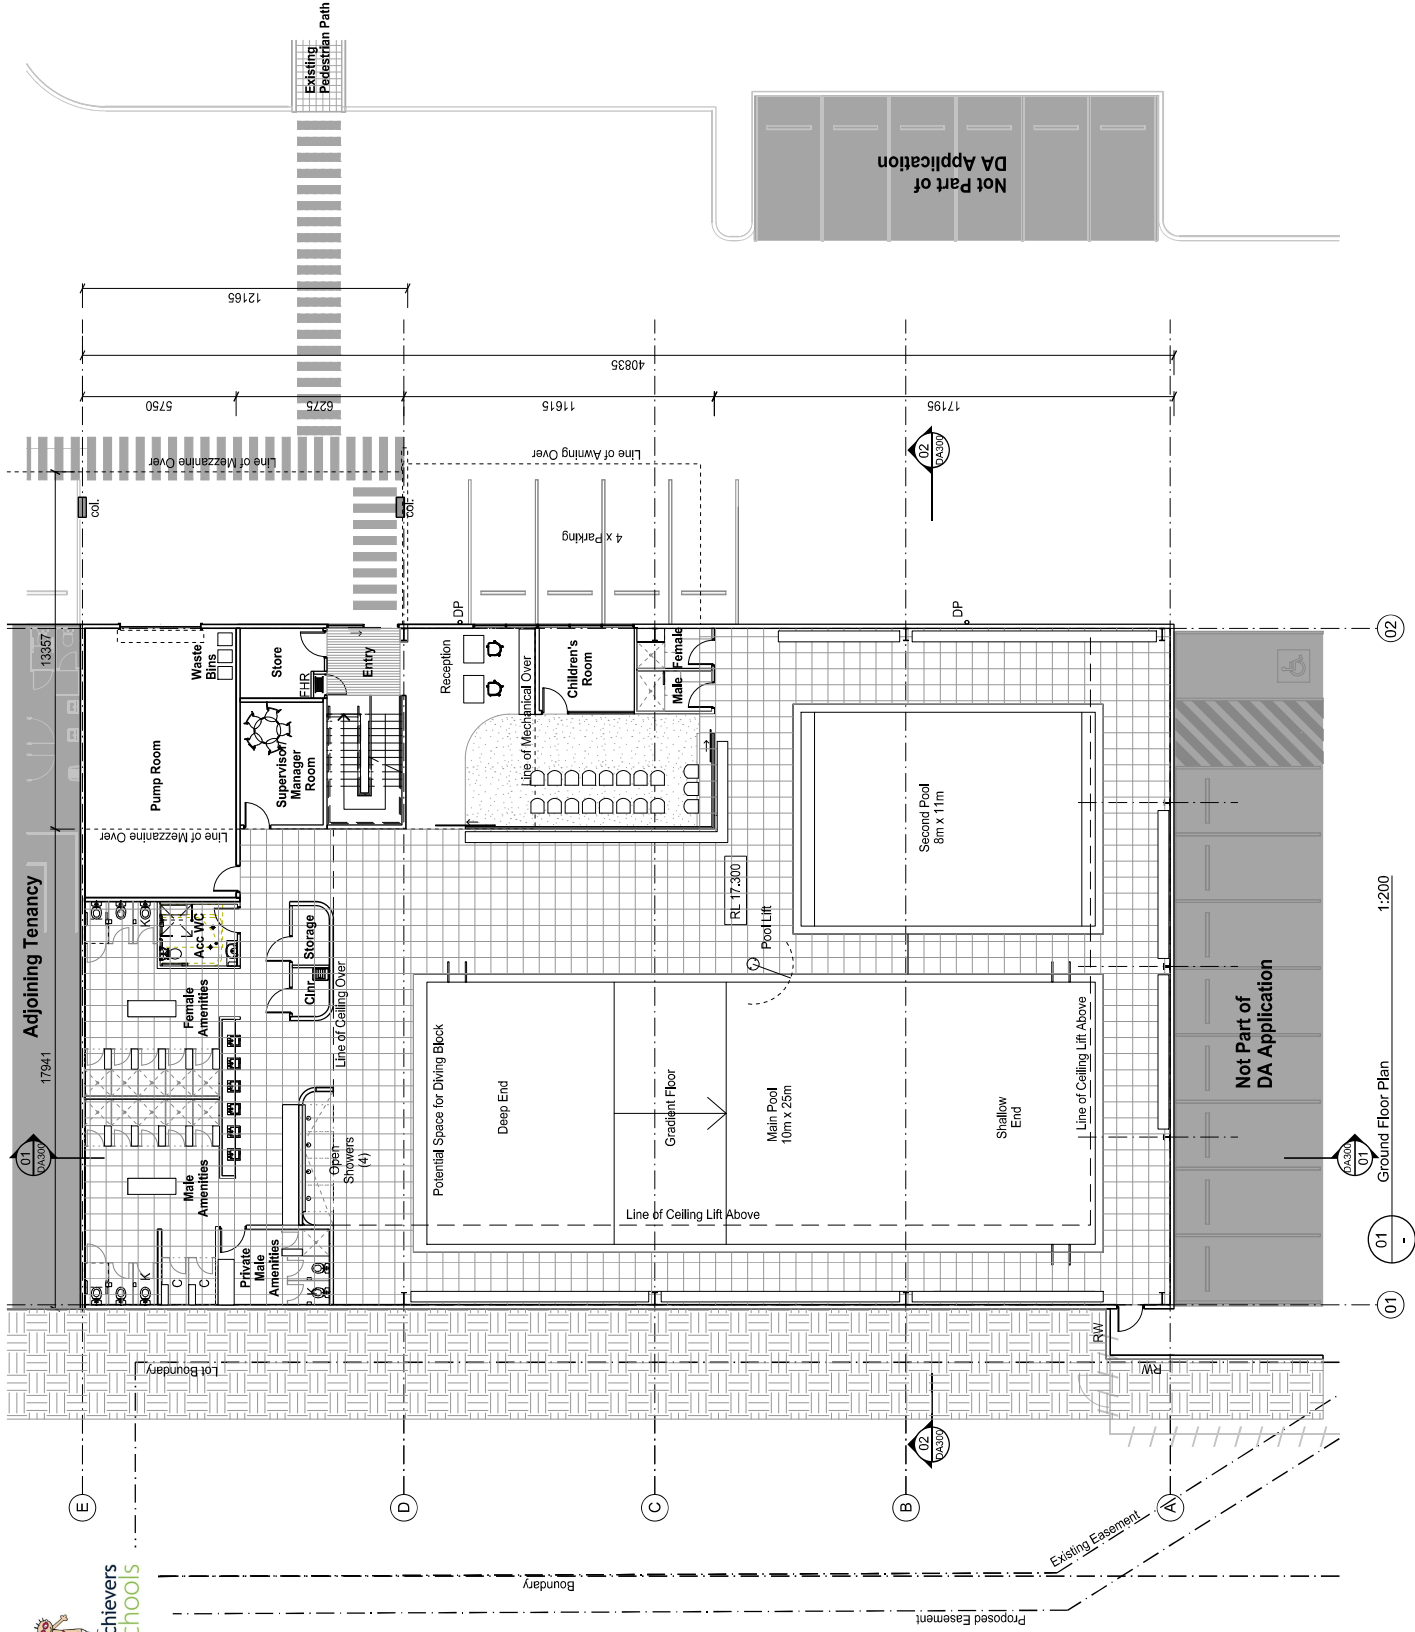 Existing
Pedestrian Path
Not Part of
DA Application
12165
40835
5750
6275
11615
17195
Line of Mezzanine Over
Line of Awning Over
02
DA300
col.
col.
4 x Parking
DP
DP
13357
Waste
Bins
Store
FHR
Entry
Reception
Children's
Room
Male
Female
02
Pump Room
Supervisor/
Manager
Room
Line of Mechanical Over
Line of Mezzanine Over
Second Pool
8m x 11m
Adjoining Tenancy
17941
K
Acc WC
Storage
Clnr.
Line of Ceiling Over
RL 17.300
Pool Lift
Female
Amenities
Potential Space for Diving Block
Deep End
Gradient Floor
Main Pool
10m x 25m
Shallow
End
Line of Ceiling Lift Above
Not Part of
DA Application
01
DA300
Male
Amenities
Open
Showers
(4)
Line of Ceiling Lift Above
DA300
01
Private
Male
Amenities
K
C
C
K
01
-
Ground Floor Plan
1:200
01
Lot Boundary
RW
RW
02
DA300
E
D
C
B
A
Existing Easement
Boundary
Proposed Easement
chievers
chools